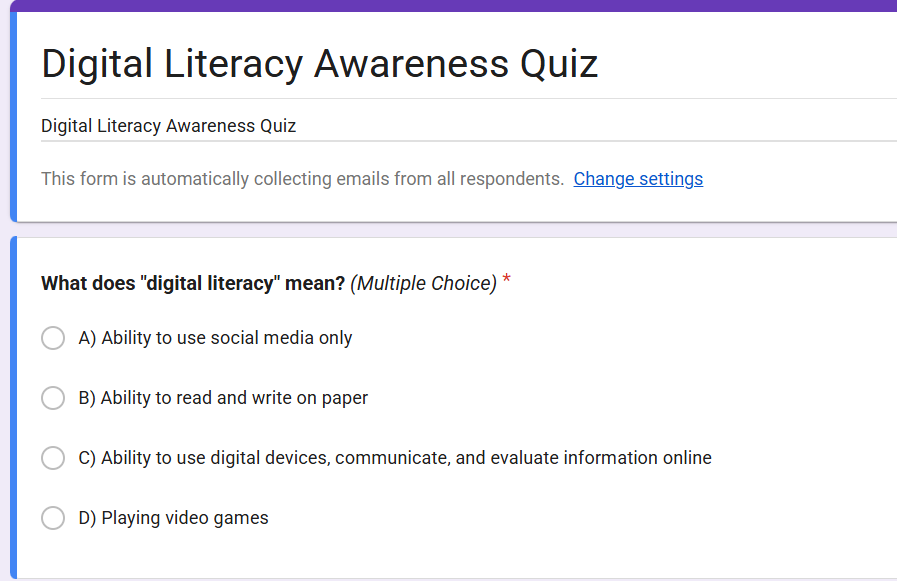 Digital Literacy Awareness Quiz
Digital Literacy Awareness Quiz
This form is automatically collecting emails from all respondents. Change settings
What does "digital literacy" mean? (Multiple Choice) *
A) Ability to use social media only
B) Ability to read and write on paper
C) Ability to use digital devices, communicate, and evaluate information online
D) Playing video games